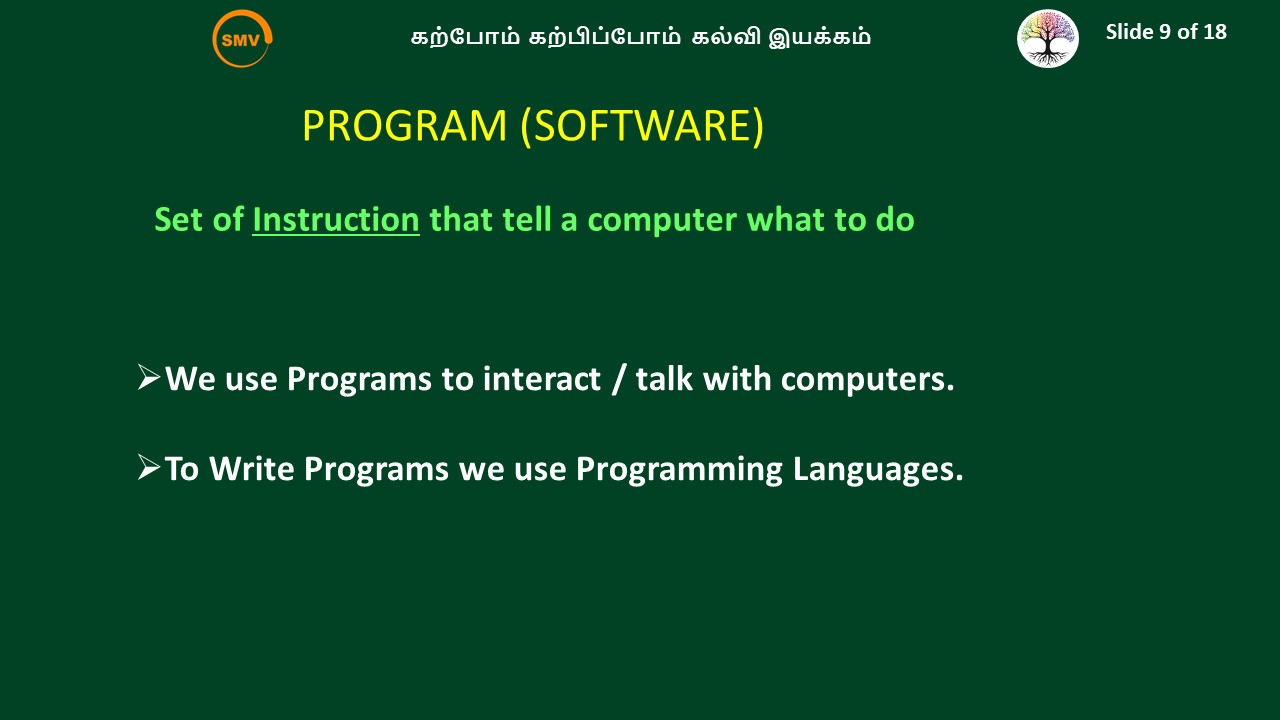 SMV
கற்போம் கற்பிப்போம் கல்வி இயக்கம்
Slide 9 of 18
PROGRAM (SOFTWARE)
Set of Instruction that tell a computer what to do
➢We use Programs to interact / talk with computers.
➢To Write Programs we use Programming Languages.